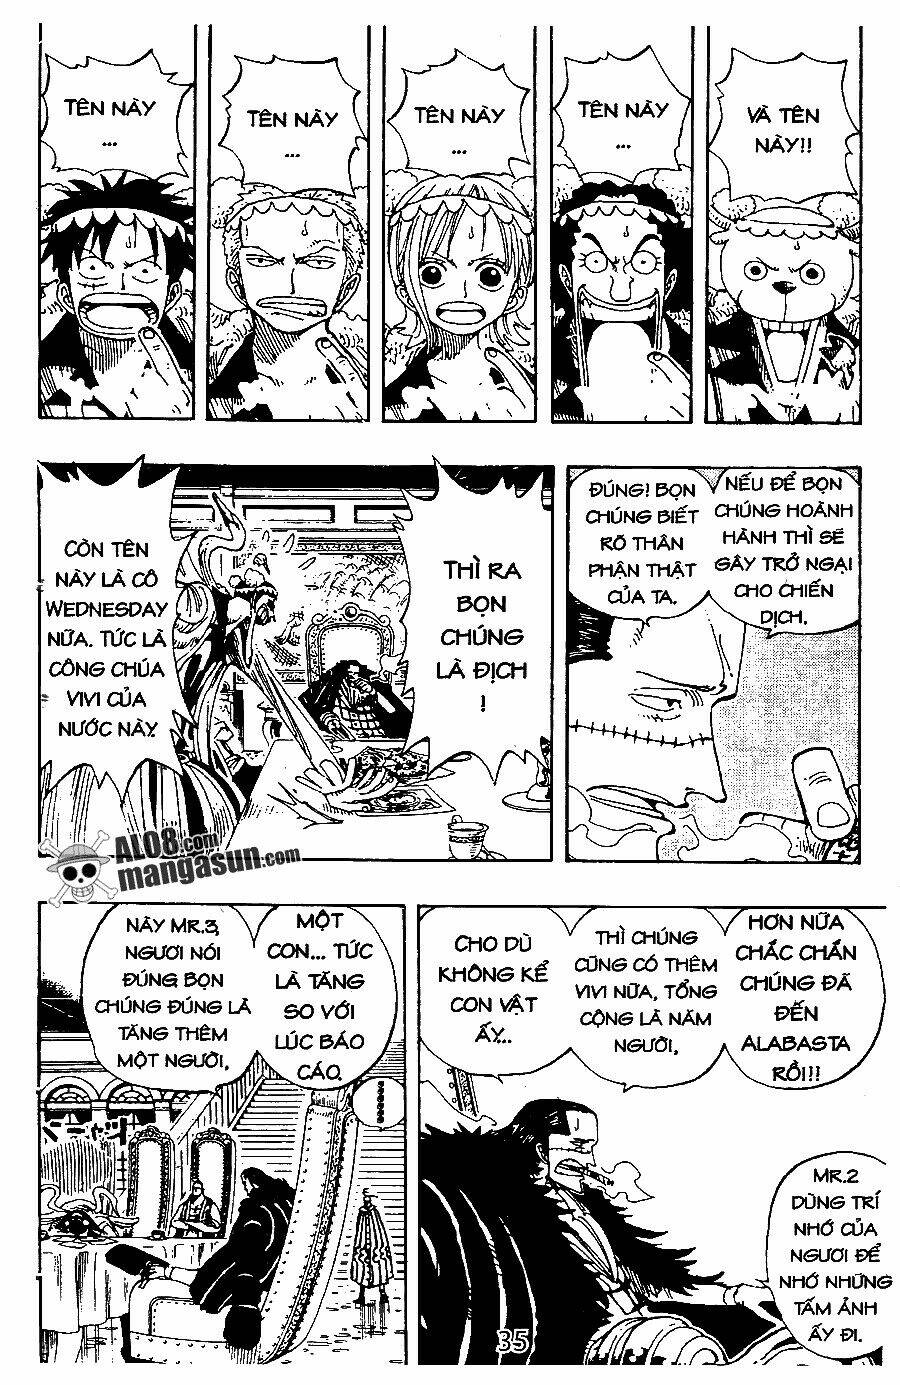 TÊN NÀY
...
TÊN NÀY
...
TÊN NÀY
...
TÊN NÀY
...
VÀ TÊN
NÀY!!
CÒN TÊN
NÀY LÀ CÔ
WEDNESDAY
NỮA. TỨC LÀ
CÔNG CHÚA
VIVI CỦA
NƯỚC NÀY.
THÌ RA
BỌN
CHÚNG
LÀ ĐỊCH
!
ĐÚNG! BỌN
CHÚNG BIẾT
RÕ THÂN
PHẬN THẬT
CỦA TA.
NẾU ĐỂ BỌN
CHÚNG HOÀNH
HÀNH THÌ SẼ
GÂY TRỞ NGẠI
CHO CHIẾN
DỊCH.
ALO8.com
mangasun.com
NÀY MR.3,
NGƯƠI NÓI
ĐÚNG, BỌN
CHÚNG ĐÚNG LÀ
TĂNG THÊM
MỘT NGƯỜI.
MỘT
CON... TỨC
LÀ TĂNG
SO VỚI
LÚC BÁO
CÁO.
CHO DÙ
KHÔNG KỂ
CON VẬT
ẤY...
THÌ CHÚNG
CŨNG CÓ THÊM
VIVI NỮA, TỔNG
CỘNG LÀ NĂM
NGƯỜI.
HƠN NỮA
CHẮC CHẮN
CHÚNG ĐÃ
ĐẾN
ALABASTA
RỒI!!
MR.2
DÙNG TRÍ
NHỚ CỦA
NGƯƠI ĐỂ
NHỚ NHỮNG
TẤM ẢNH
ẤY ĐI.
35